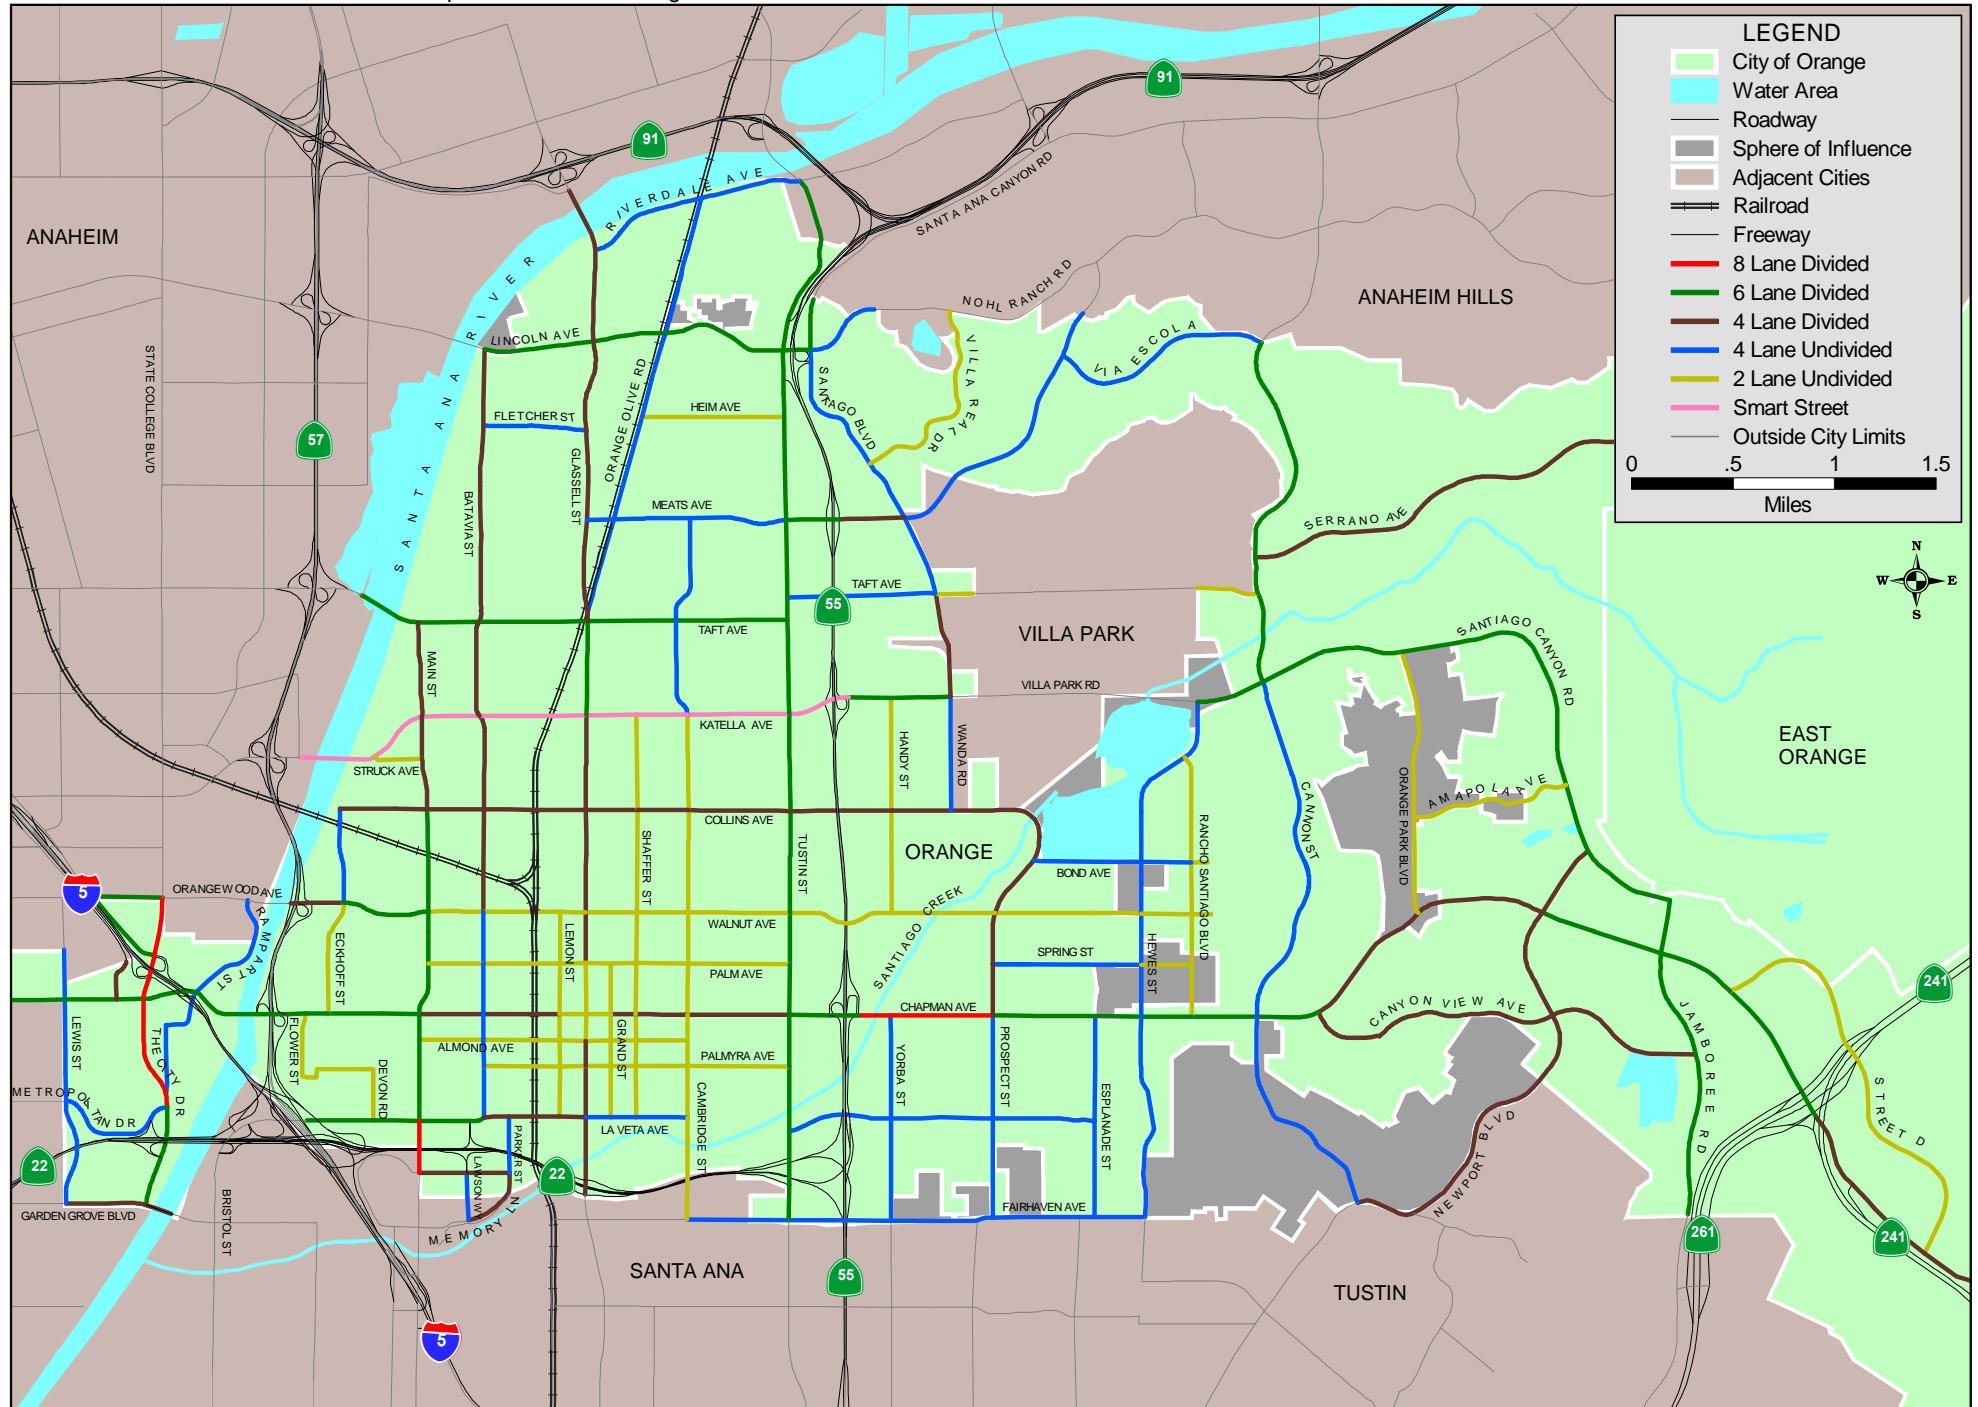 LEGEND
City of Orange
Water Area
Roadway
Sphere of Influence
Adjacent Cities
Railroad
Freeway
8 Lane Divided
6 Lane Divided
4 Lane Divided
4 Lane Undivided
2 Lane Undivided
Smart Street
Outside City Limits
0 .5 1 1.5
Miles
N
W E
S
91
91
SANTA ANA CANYON RD
RIVERDALE AVE
ANAHEIM
ANAHEIM HILLS
NOHL RANCH RD
SANTA ANA RIVER
LINCOLN AVE
VIA ESCOLA
VILLA REAL DR
STATE COLLEGE BLVD
ORANGE OLIVE RD
SANTIAGO BLVD
HEIM AVE
FLETCHER ST
57
GLASSELL ST
BATAVIA ST
MEATS AVE
SERRANO AVE
TAFT AVE
55
TAFT AVE
VILLA PARK
SANTIAGO CANYON RD
MAIN ST
VILLA PARK RD
KATELLA AVE
HANDY ST
WANDA RD
EAST
ORANGE
STRUCK AVE
ORANGE PARK BLVD
AMAPOLA AVE
CANNON ST
COLLINS AVE
SHAFFER ST
TUSTIN ST
ORANGE
RANCHO SANTIAGO BLVD
BOND AVE
5
ORANGEWOOD AVE
SANTIAGO CREEK
RAMPART ST
ECKHOFF ST
LEMON ST
WALNUT AVE
SPRING ST
HEWES ST
PALM AVE
241
CHAPMAN AVE
CANYON VIEW AVE
JAMBOREE RD
LEWIS ST
THE CITY DR
FLOWER ST
DEVON RD
ALMOND AVE
GRAND ST
PALMYRA AVE
YORBA ST
PROSPECT ST
ESPLANADE ST
CAMBRIDGE ST
METROPOLITAN DR
STREET D
LA VETA AVE
PARKER ST
LAWSON WY
22
22
NEWPORT BLVD
GARDEN GROVE BLVD
BRISTOL ST
MEMORY LN
FAIRHAVEN AVE
261
241
SANTA ANA
55
TUSTIN
5